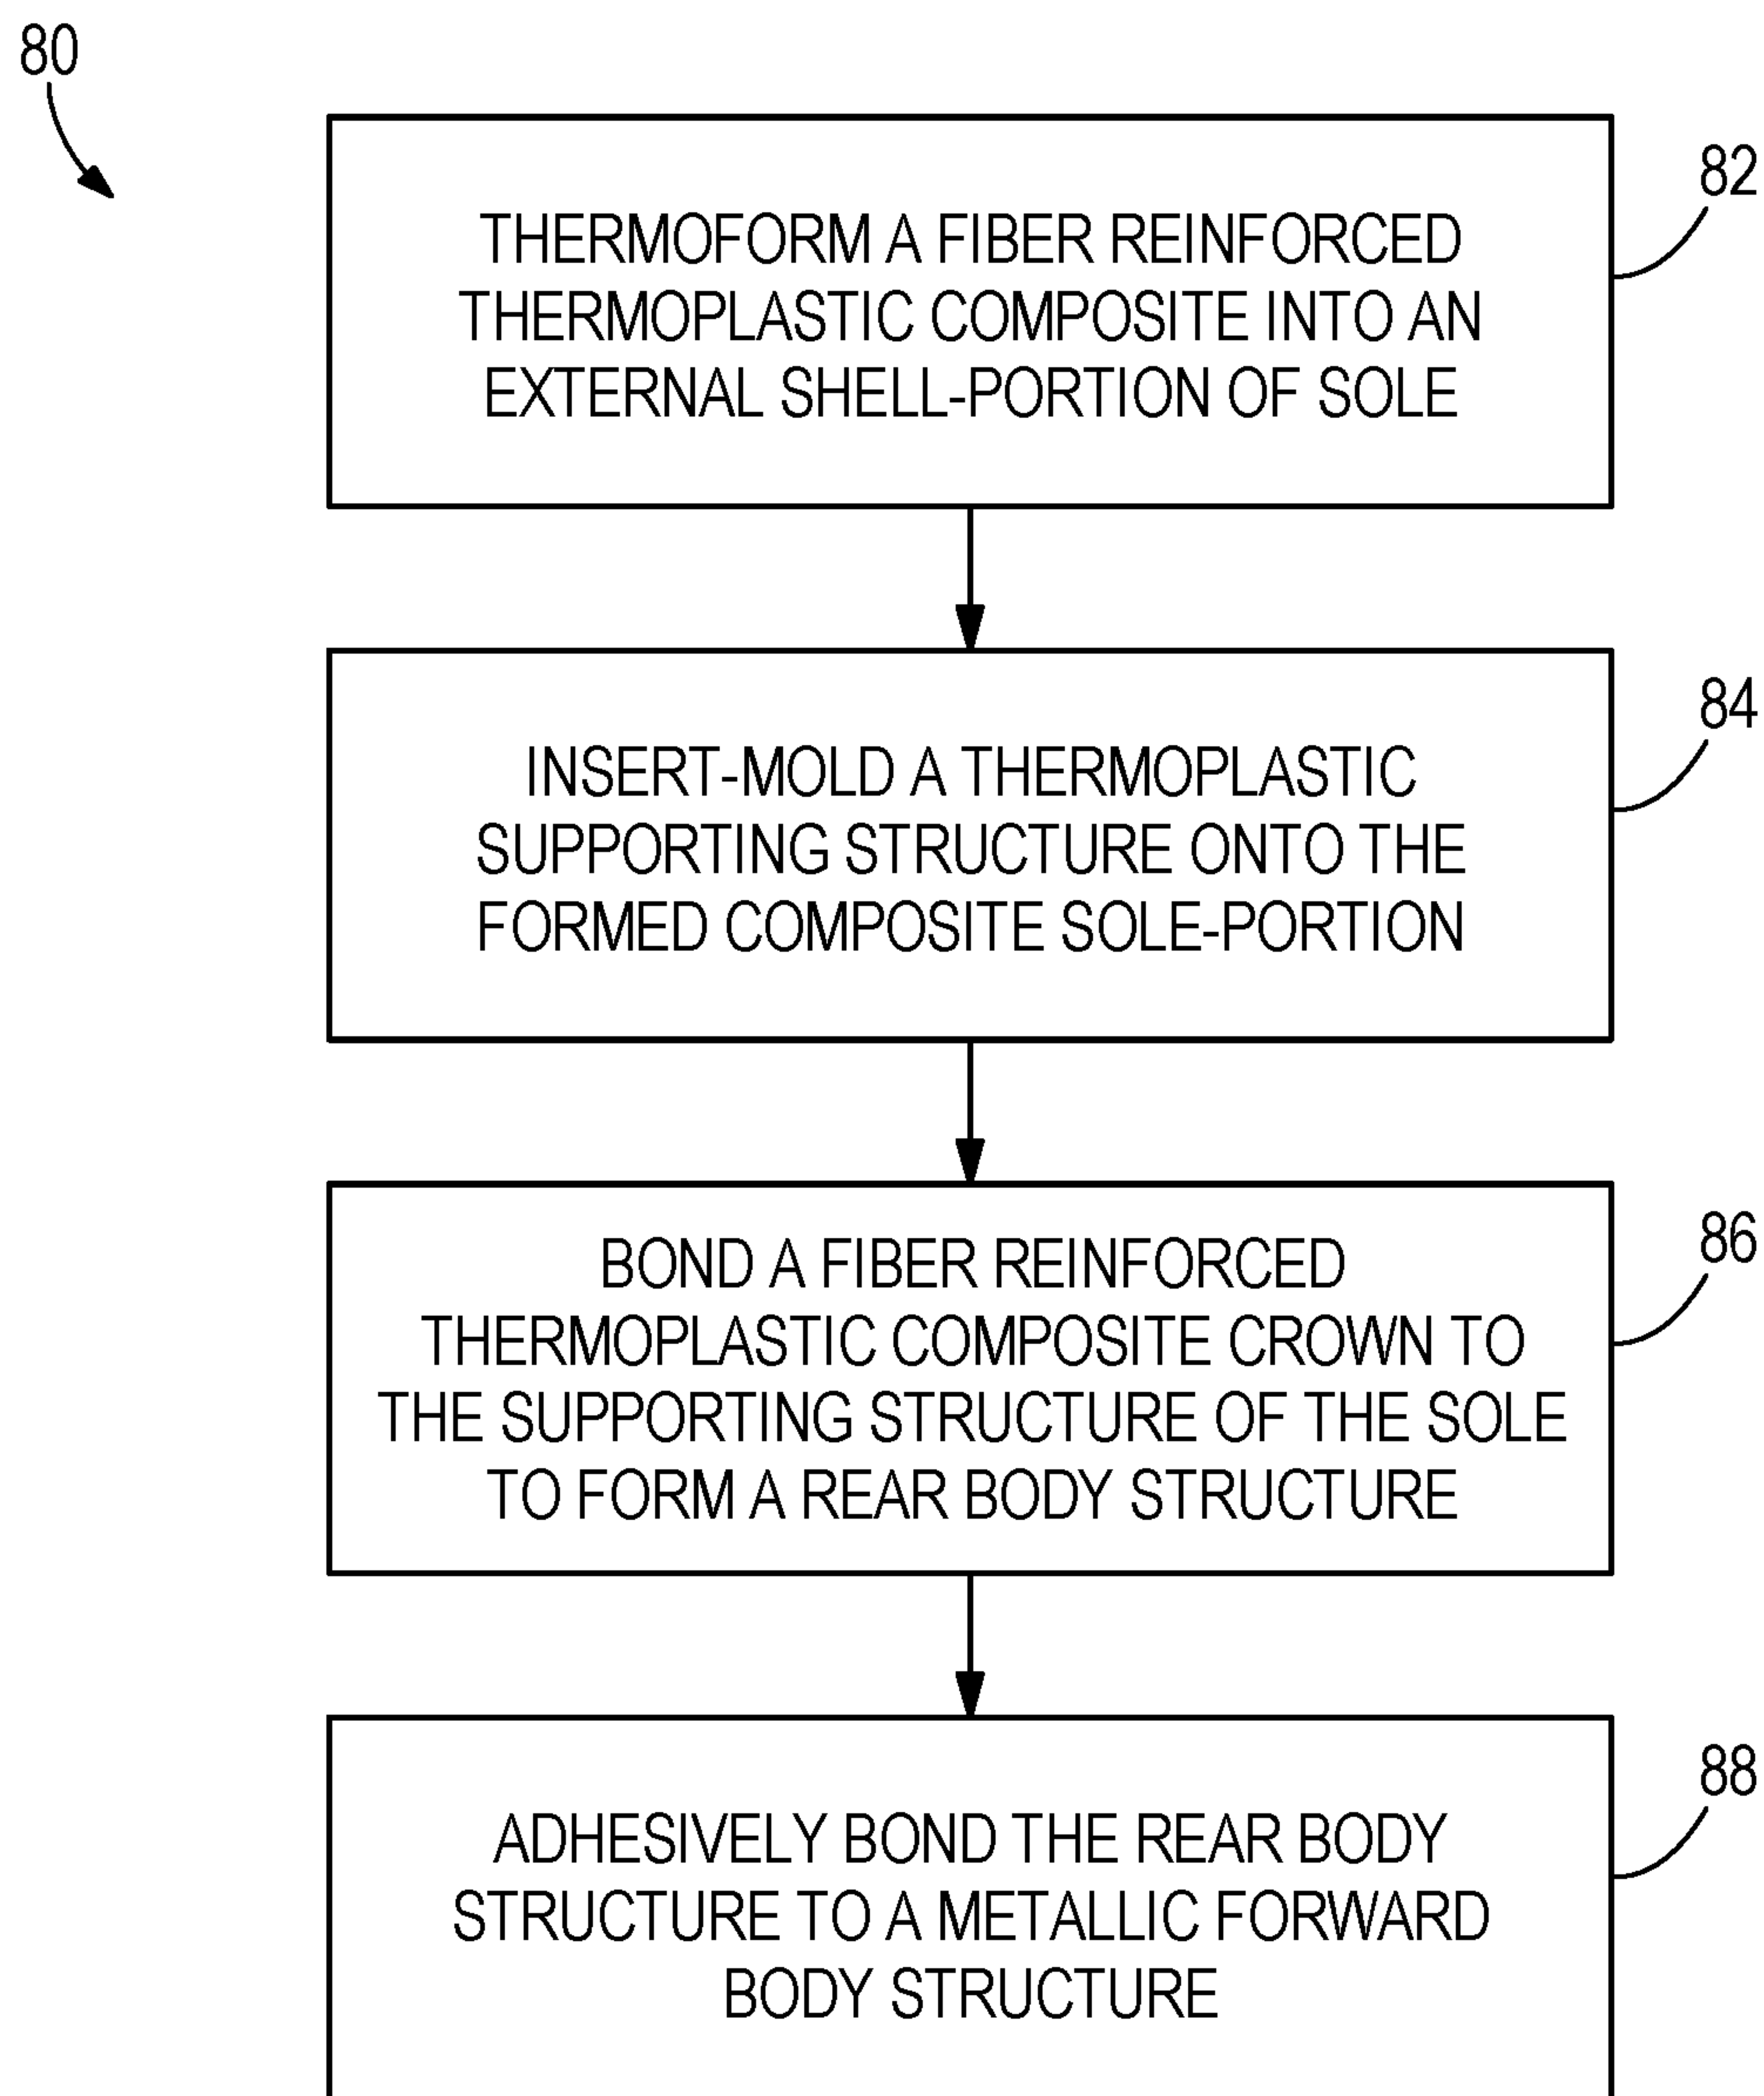 80
82
THERMOFORM A FIBER REINFORCED
THERMOPLASTIC COMPOSITE INTO AN
EXTERNAL SHELL-PORTION OF SOLE
84
INSERT-MOLD A THERMOPLASTIC
SUPPORTING STRUCTURE ONTO THE
FORMED COMPOSITE SOLE-PORTION
86
BOND A FIBER REINFORCED
THERMOPLASTIC COMPOSITE CROWN TO
THE SUPPORTING STRUCTURE OF THE SOLE
TO FORM A REAR BODY STRUCTURE
88
ADHESIVELY BOND THE REAR BODY
STRUCTURE TO A METALLIC FORWARD
BODY STRUCTURE